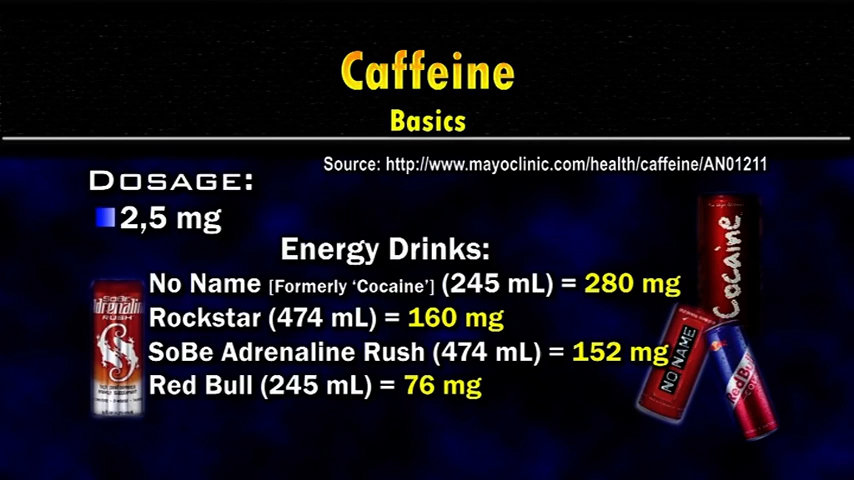 Caffeine
Basics
Source: http://www.mayoclinic.com/health/caffeine/AN01211
DOSAGE:
2,5 mg
Energy Drinks:
No Name [Formerly ‘Cocaine’] (245 mL) = 280 mg
Rockstar (474 mL) = 160 mg
SoBe Adrenaline Rush (474 mL) = 152 mg
Red Bull (245 mL) = 76 mg
SoBe
Adrenaline
RUSH
Cocaine
NO NAME
RedBull